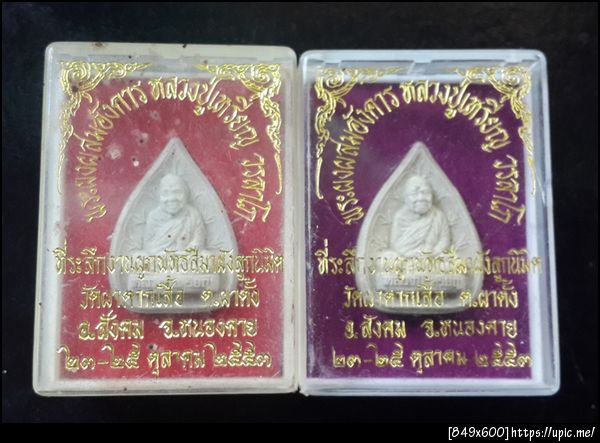 พระผงผสมอังคาร หลวงปู่เหรียญ วรลาโภ
ที่ระลึกงานผูกพัทธสีมาฝังลูกนิมิต
วัดผาตากเสื้อ ต.ผาตั้ง
อ.สังคม จ.หนองคาย
๒๓-๒๕ ตุลาคม ๒๕๕๓
พระผงผสมอังคาร หลวงปู่เหรียญ วรลาโภ
ที่ระลึกงานผูกพัทธสีมาฝังลูกนิมิต
วัดผาตากเสื้อ ต.ผาตั้ง
อ.สังคม จ.หนองคาย
๒๓-๒๕ ตุลาคม ๒๕๕๓
[849x600]https://upic.me/